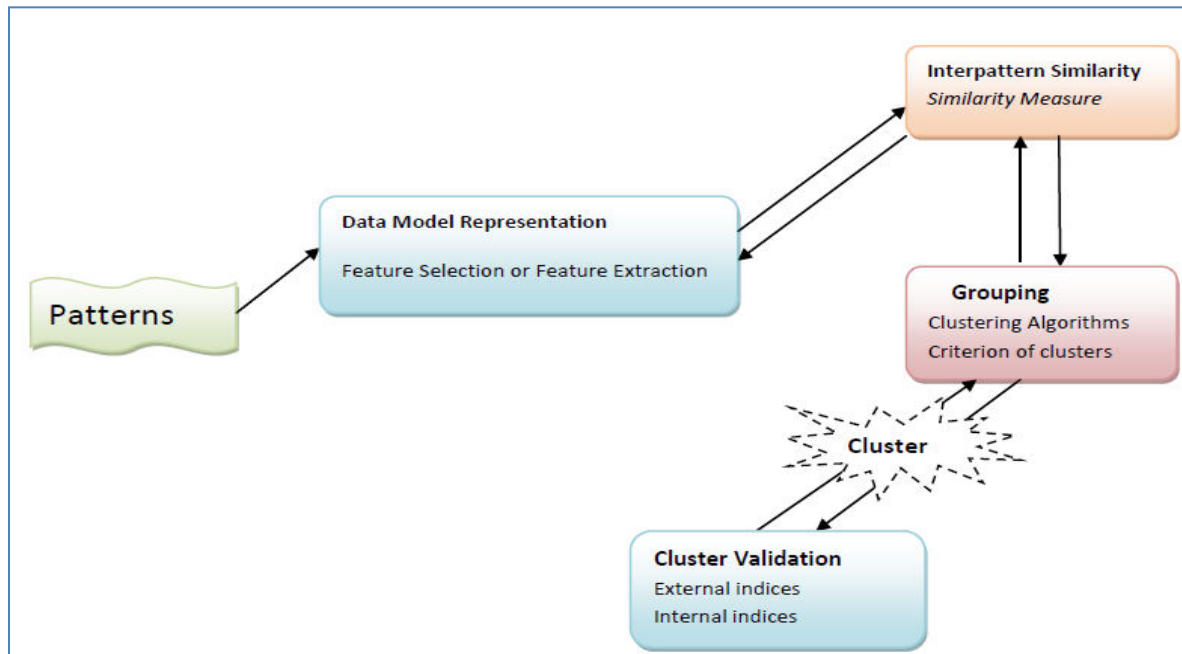 Patterns
Data Model Representation
Feature Selection or Feature Extraction
Interpattern Similarity
Similarity Measure
Grouping
Clustering Algorithms
Criterion of clusters
Cluster
Cluster Validation
External indices
Internal indices